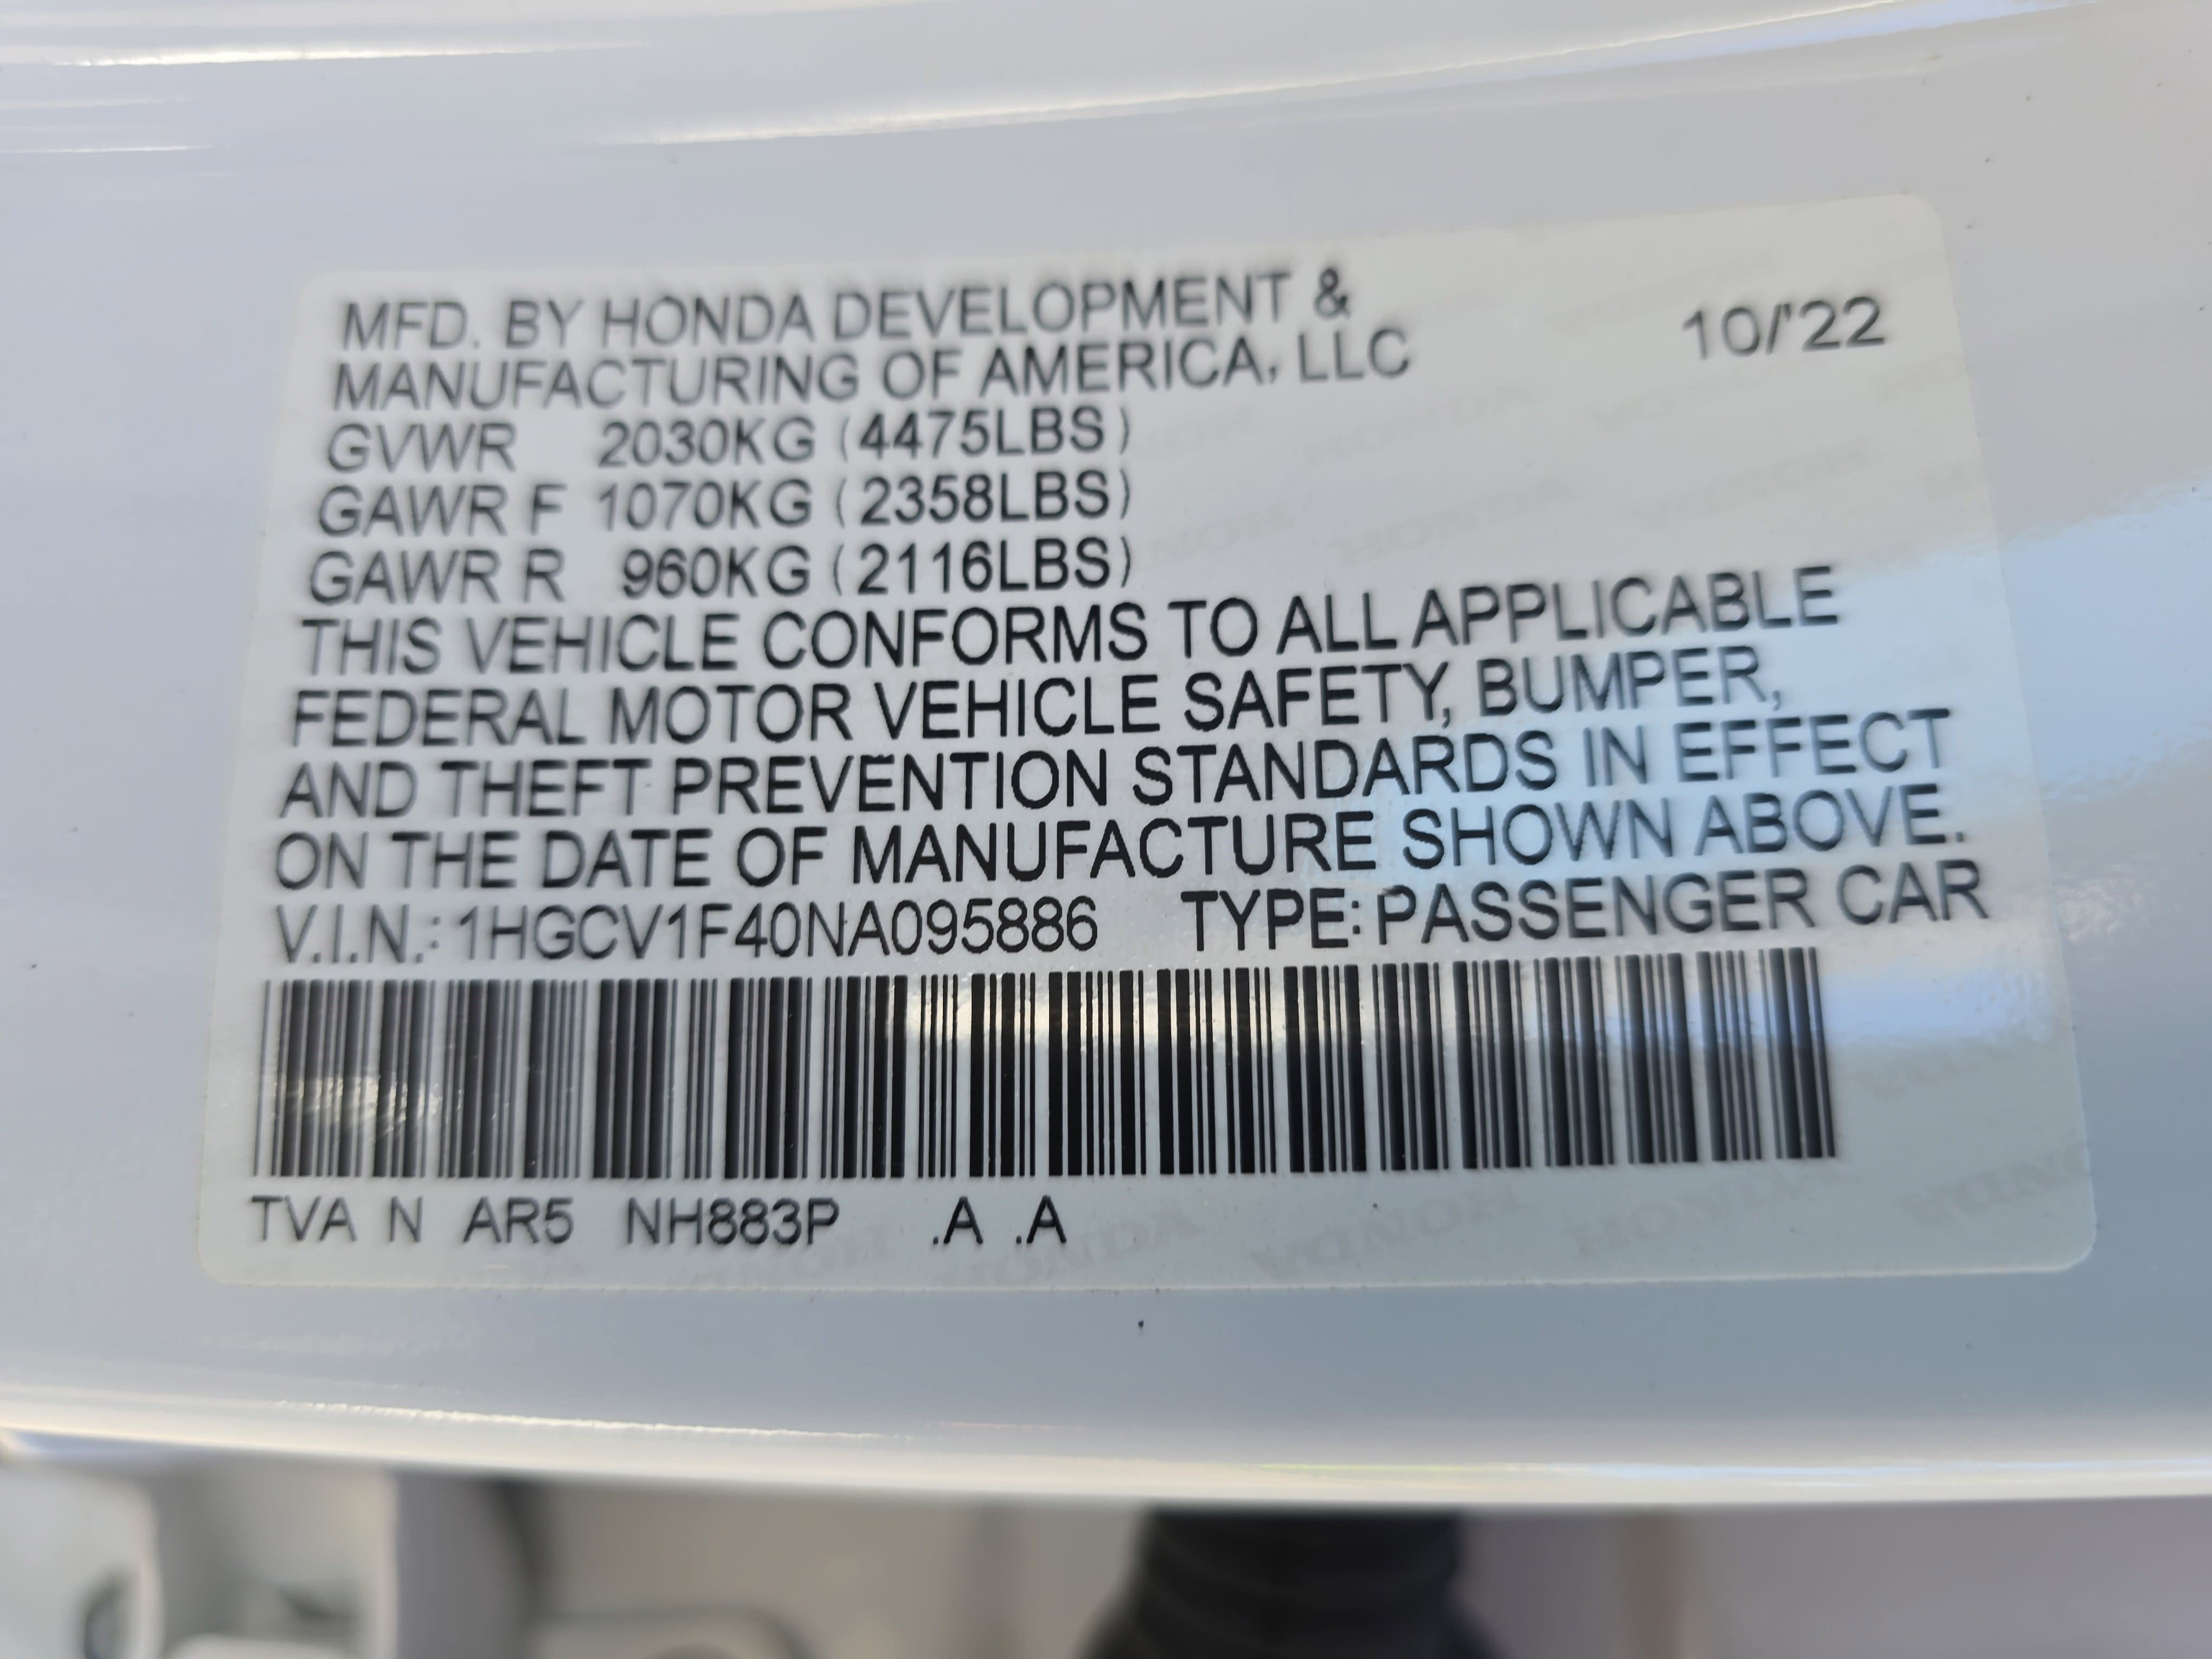 MFD. BY HONDA DEVELOPMENT &
MANUFACTURING OF AMERICA, LLC 10/'22
GVWR 2030KG (4475LBS)
GAWR F 1070KG (2358LBS)
GAWR R 960KG (2116LBS)
THIS VEHICLE CONFORMS TO ALL APPLICABLE
FEDERAL MOTOR VEHICLE SAFETY, BUMPER,
AND THEFT PREVENTION STANDARDS IN EFFECT
ON THE DATE OF MANUFACTURE SHOWN ABOVE.
V.I.N.: 1HGCV1F40NA095886 TYPE: PASSENGER CAR
TVA N AR5 NH883P .A .A